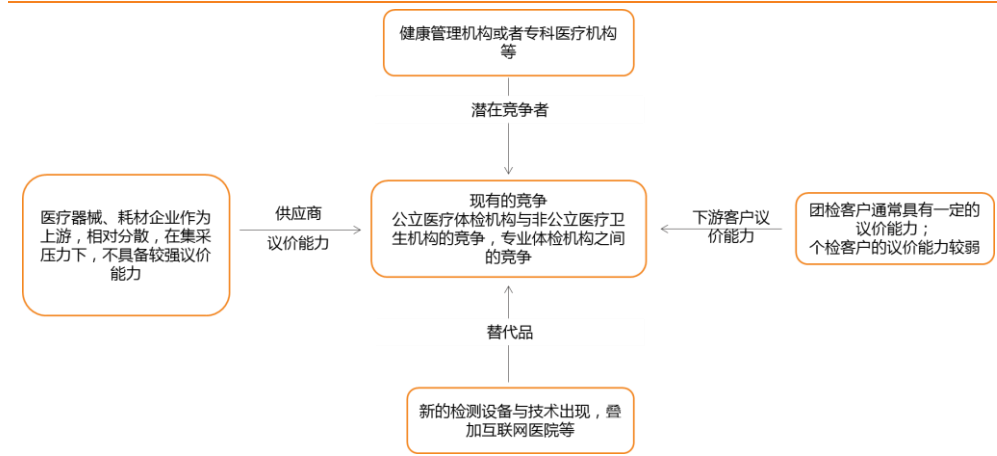 健康管理机构或者专科医疗机构
等
潜在竞争者
医疗器械、耗材企业作为
上游，相对分散，在集采
压力下，不具备较强议价
能力
供应商
议价能力
现有的竞争
公立医疗体检机构与非公立医疗卫
生机构的竞争，专业体检机构之间
的竞争
下游客户议
价能力
团检客户通常具有一定的
议价能力；
个检客户的议价能力较弱
替代品
新的检测设备与技术出现，叠
加互联网医院等